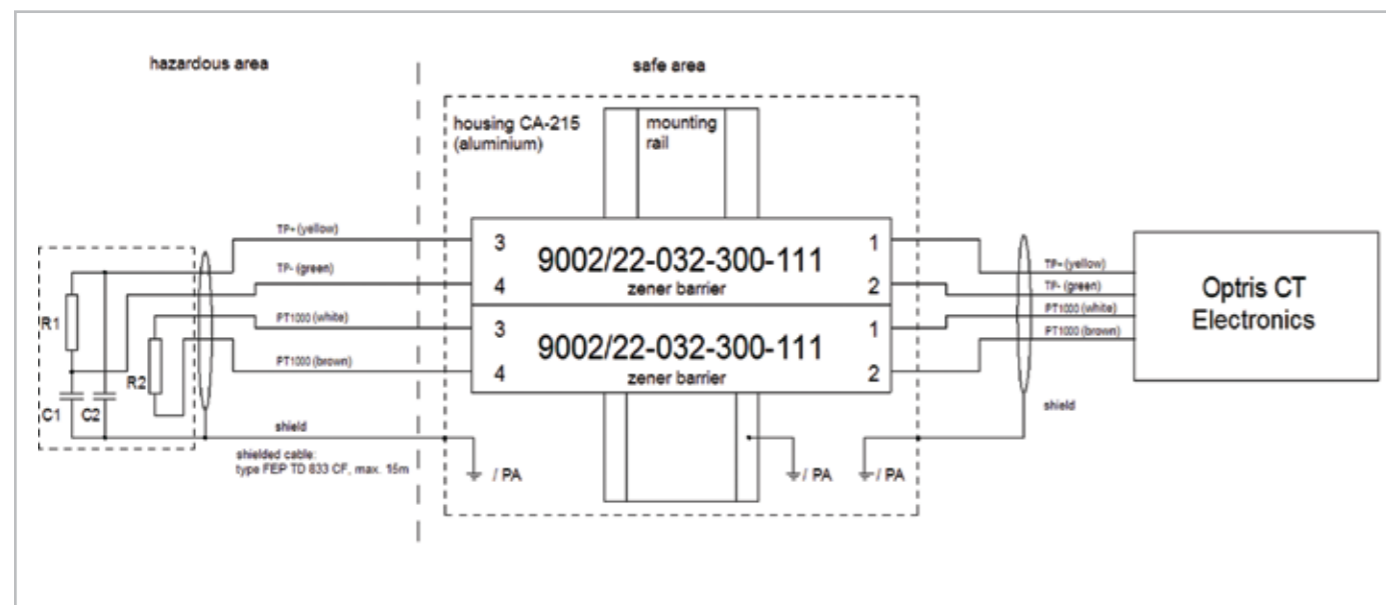 hazardous area
safe area
housing CA-215
(aluminium)
mounting
rail
TP+ (yellow)
TP- (green)
PT1000 (white)
PT1000 (brown)
R1
R2
C1
C2
shield
shielded cable:
type FEP TD 833 CF, max. 15m
3
9002/22-032-300-111
1
4
zener barrier
2
3
9002/22-032-300-111
1
4
zener barrier
2
/ PA
/ PA
/ PA
TP+ (yellow)
TP- (green)
PT1000 (white)
PT1000 (brown)
shield
Optris CT
Electronics